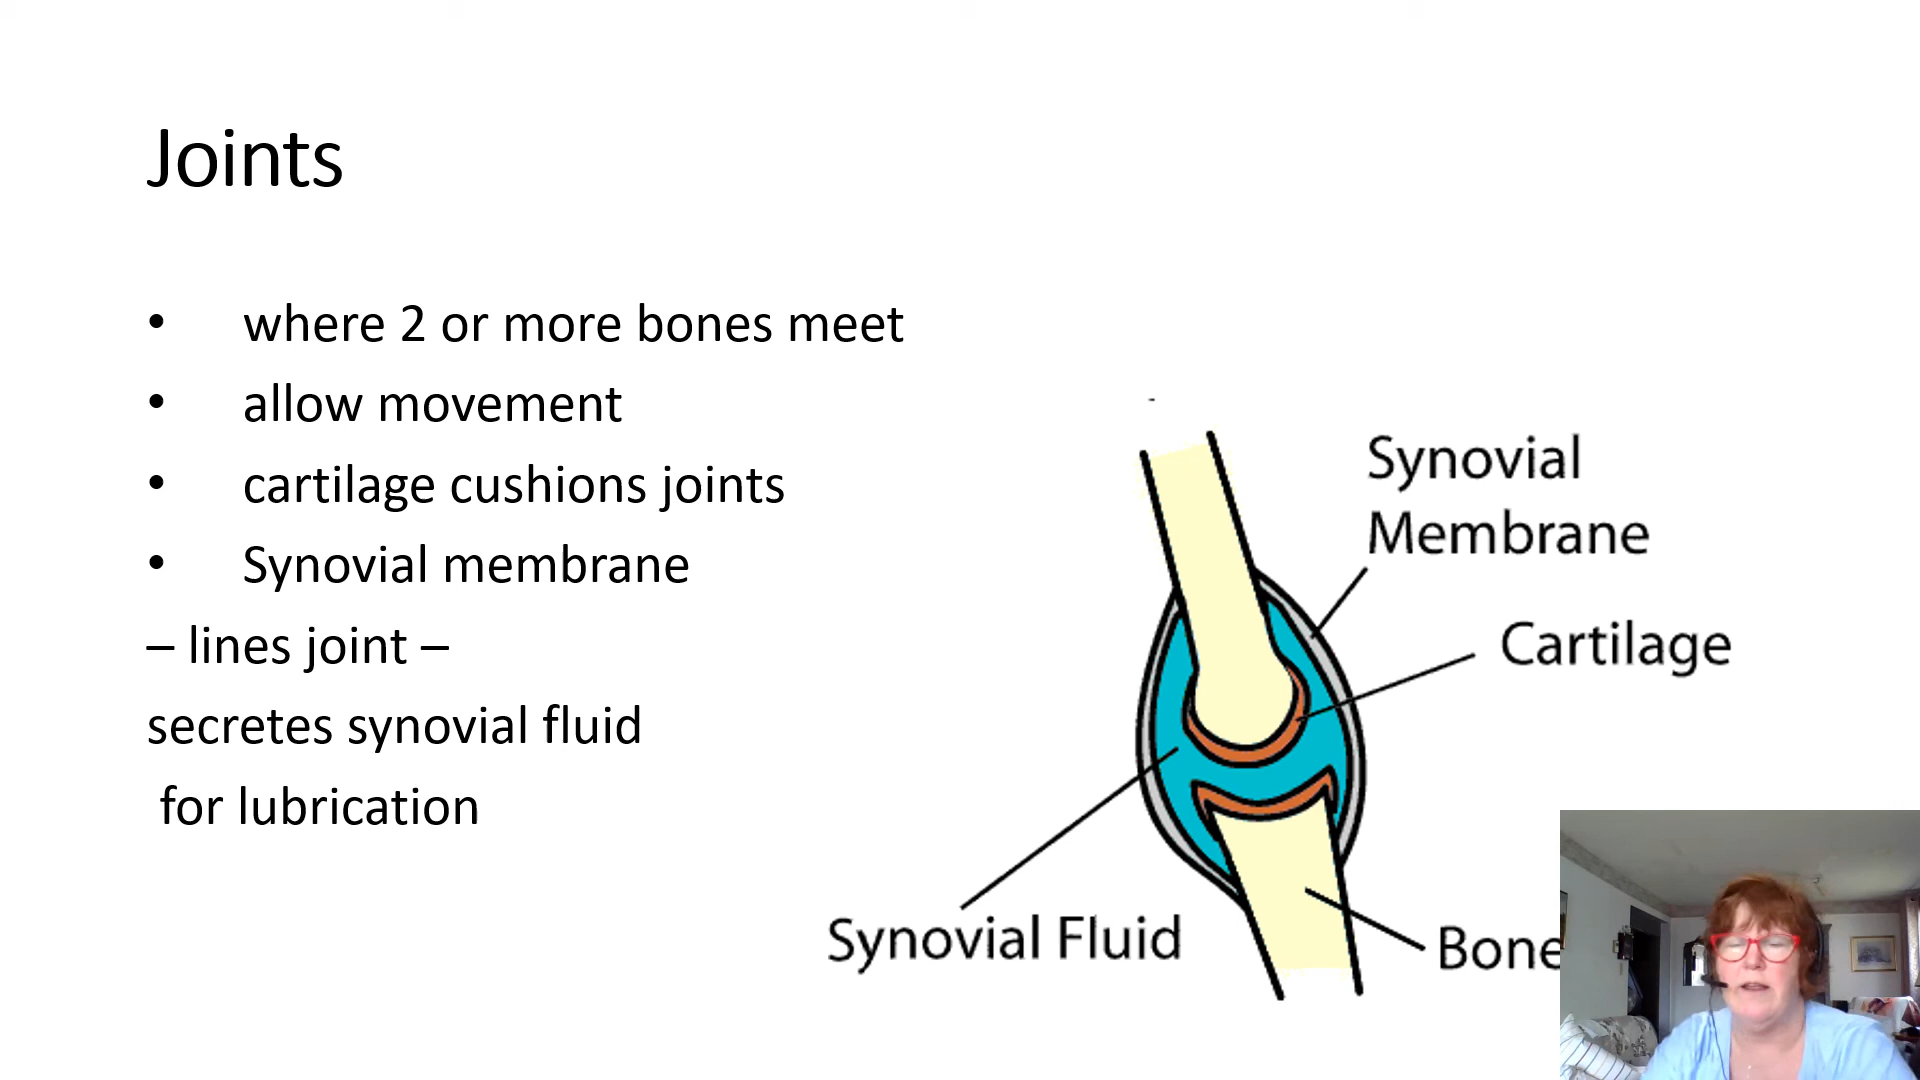 Joints
• where 2 or more bones meet
• allow movement
• cartilage cushions joints
• Synovial membrane
– lines joint –
secretes synovial fluid
for lubrication
Synovial
Membrane
Cartilage
Synovial Fluid
Bone